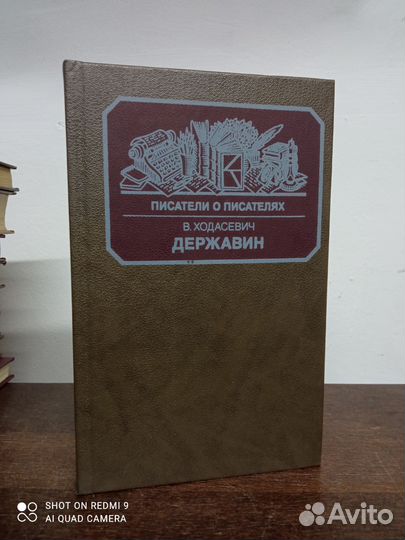 ПИСАТЕЛИ О ПИСАТЕЛЯХ
В. ХОДАСЕВИЧ
ДЕРЖАВИН
SHOT ON REDMI 9
AI QUAD CAMERA
Avito